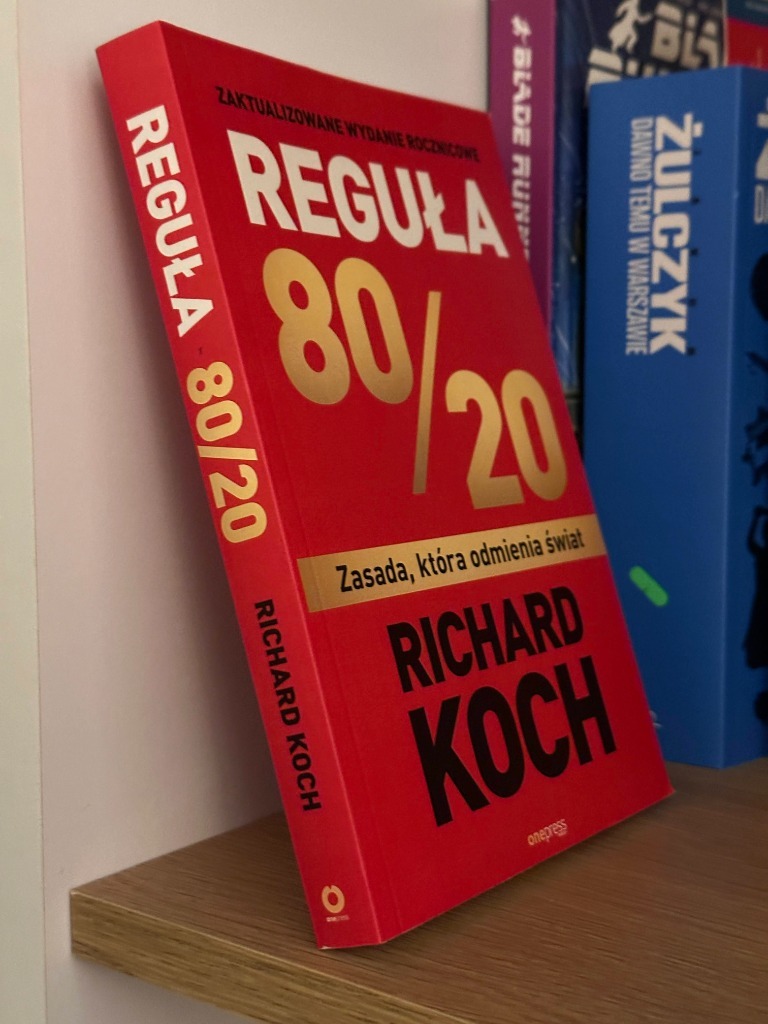 ZAKTUALIZOWANE WYDANIE ROCZNICOWE
REGUŁA
80/20
Zasada, która odmienia świat
RICHARD
KOCH
onepress
REGUŁA 80/20 RICHARD KOCH
onepress
BLADE RUNN
ŻULCZYK
DAWNO TEMU W WARSZAWIE